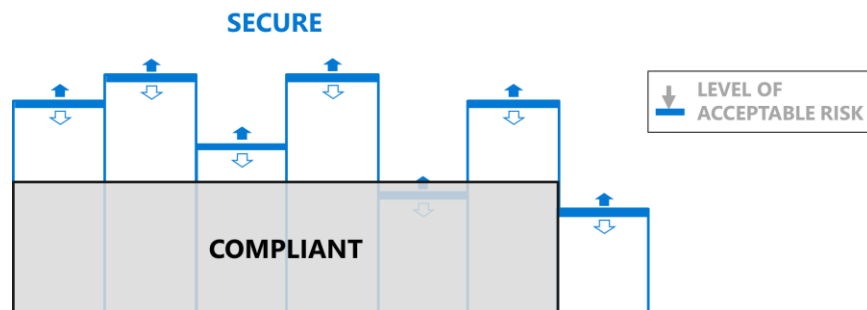 SECURE
LEVEL OF
ACCEPTABLE RISK
COMPLIANT